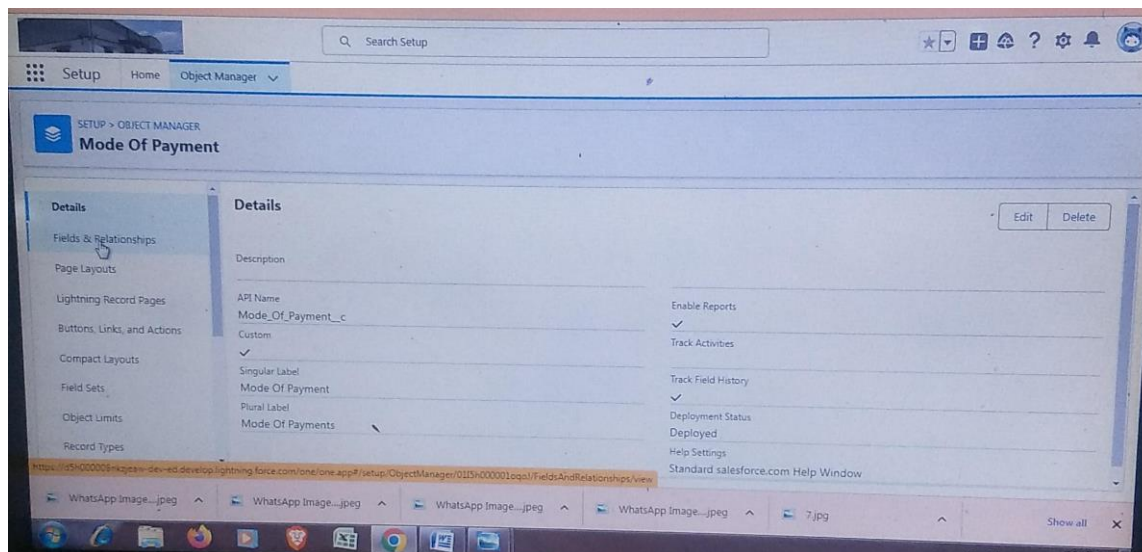 Search Setup
Setup Home Object Manager
SETUP > OBJECT MANAGER
Mode Of Payment
Details
Fields & Relationships
Page Layouts
Lightning Record Pages
Buttons, Links, and Actions
Compact Layouts
Field Sets
Object Limits
Record Types
Details
Edit Delete
Description
API Name
Mode_Of_Payment__c
Custom
Singular Label
Mode Of Payment
Plural Label
Mode Of Payments
Enable Reports
Track Activities
Track Field History
Deployment Status
Deployed
Help Settings
Standard salesforce.com Help Window
WhatsApp Image....jpeg WhatsApp Image....jpeg WhatsApp Image....jpeg WhatsApp Image....jpeg 7.jpg Show all